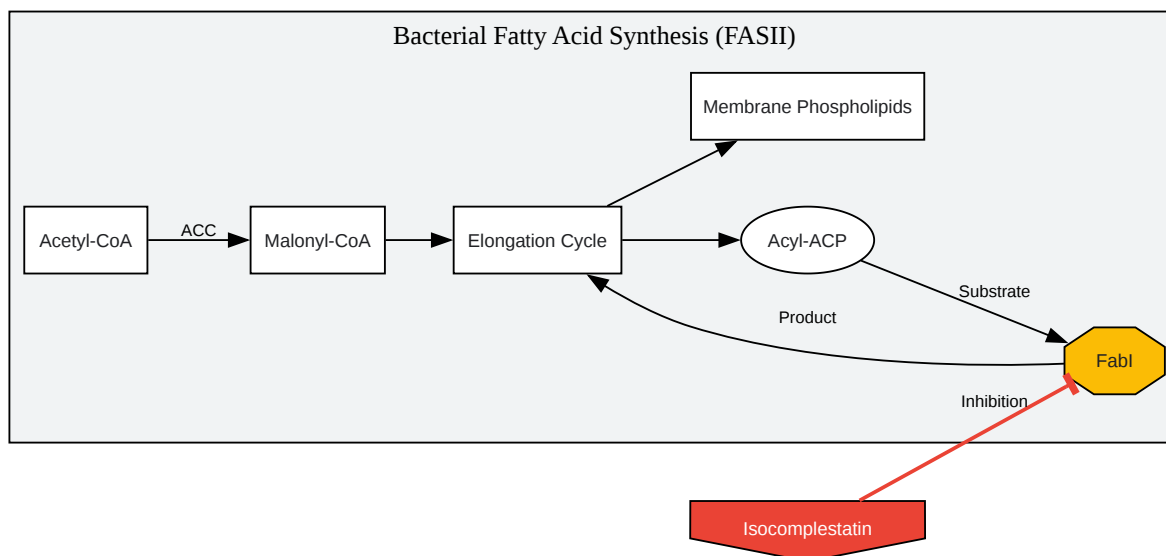 Bacterial Fatty Acid Synthesis (FASII)
Membrane Phospholipids
Acetyl-CoA
ACC
Malonyl-CoA
Elongation Cycle
Acyl-ACP
Substrate
Product
FabI
Inhibition
Isocomplestatin